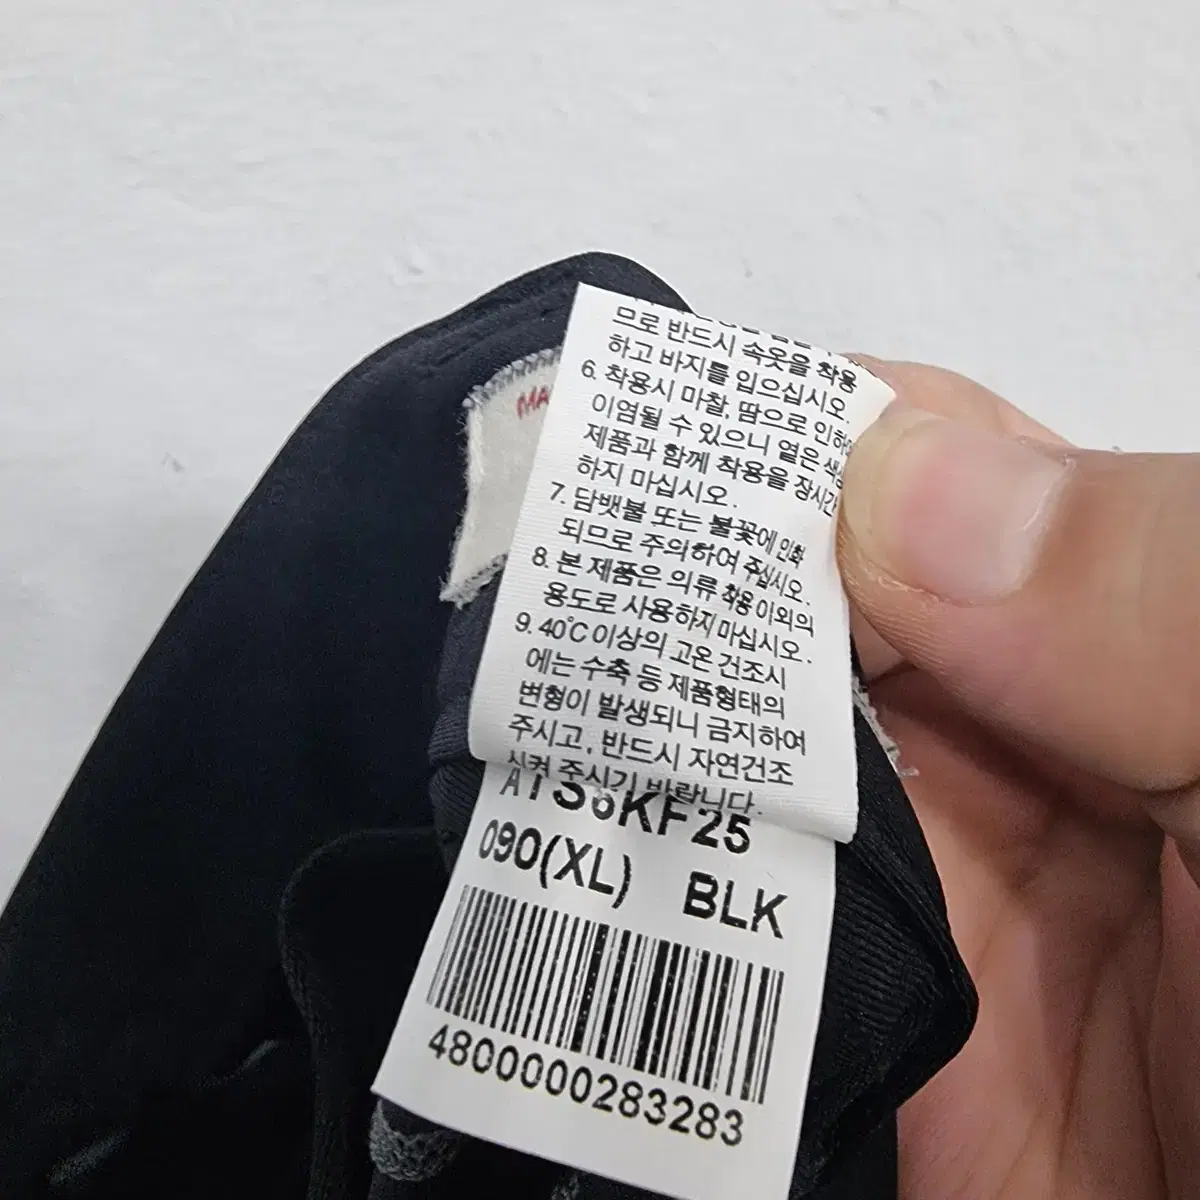 므로 반드시 속옷을 착용
하고 바지를 입으십시오.
6. 착용시 마찰, 땀으로 인하여
이염될 수 있으니 옅은 색상
제품과 함께 착용을 장시간
하지 마십시오.
7. 담뱃불 또는 불꽃에 인화
되므로 주의하여 주십시오.
8. 본 제품은 의류 착용 이외의
용도로 사용하지 마십시오.
9. 40℃ 이상의 고온 건조시
에는 수축 등 제품형태의
변형이 발생되니 금지하여
주시고, 반드시 자연건조
시켜 주시기 바랍니다.
MA
ATS6KF25
090(XL) BLK
4800000283283